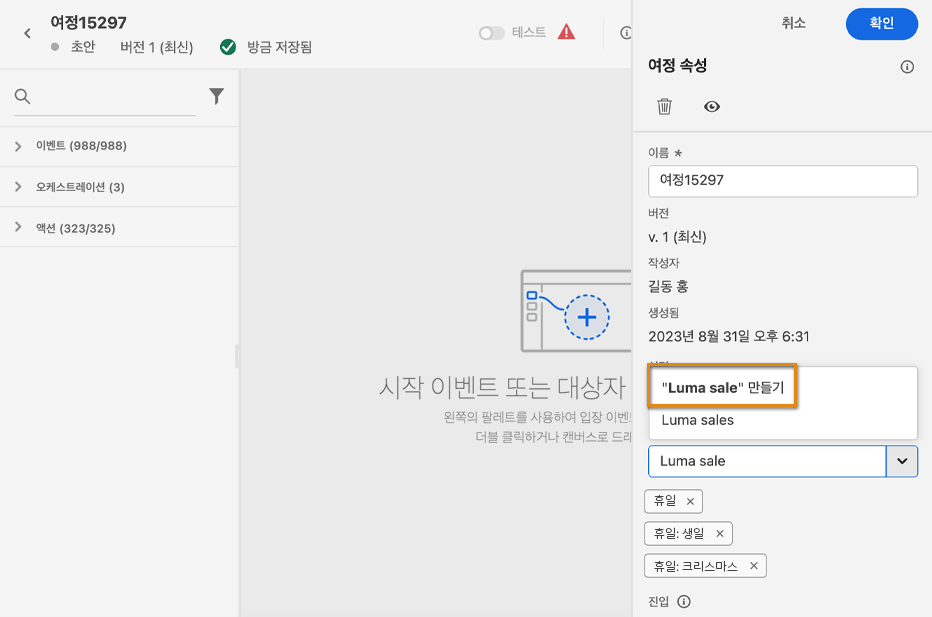 여정15297
초안 버전 1 (최신) 방금 저장됨
테스트
이벤트 (988/988)
오케스트레이션 (3)
액션 (323/325)
시작 이벤트 또는 대상자
왼쪽의 팔레트를 사용하여 입장 이벤트
더블 클릭하거나 캔버스로 드래
취소
확인
여정 속성
이름 *
여정15297
버전
v. 1 (최신)
작성자
길동 홍
생성됨
2023년 8월 31일 오후 6:31
"Luma sale" 만들기
Luma sales
Luma sale
휴일 ×
휴일: 생일 ×
휴일: 크리스마스 ×
진입